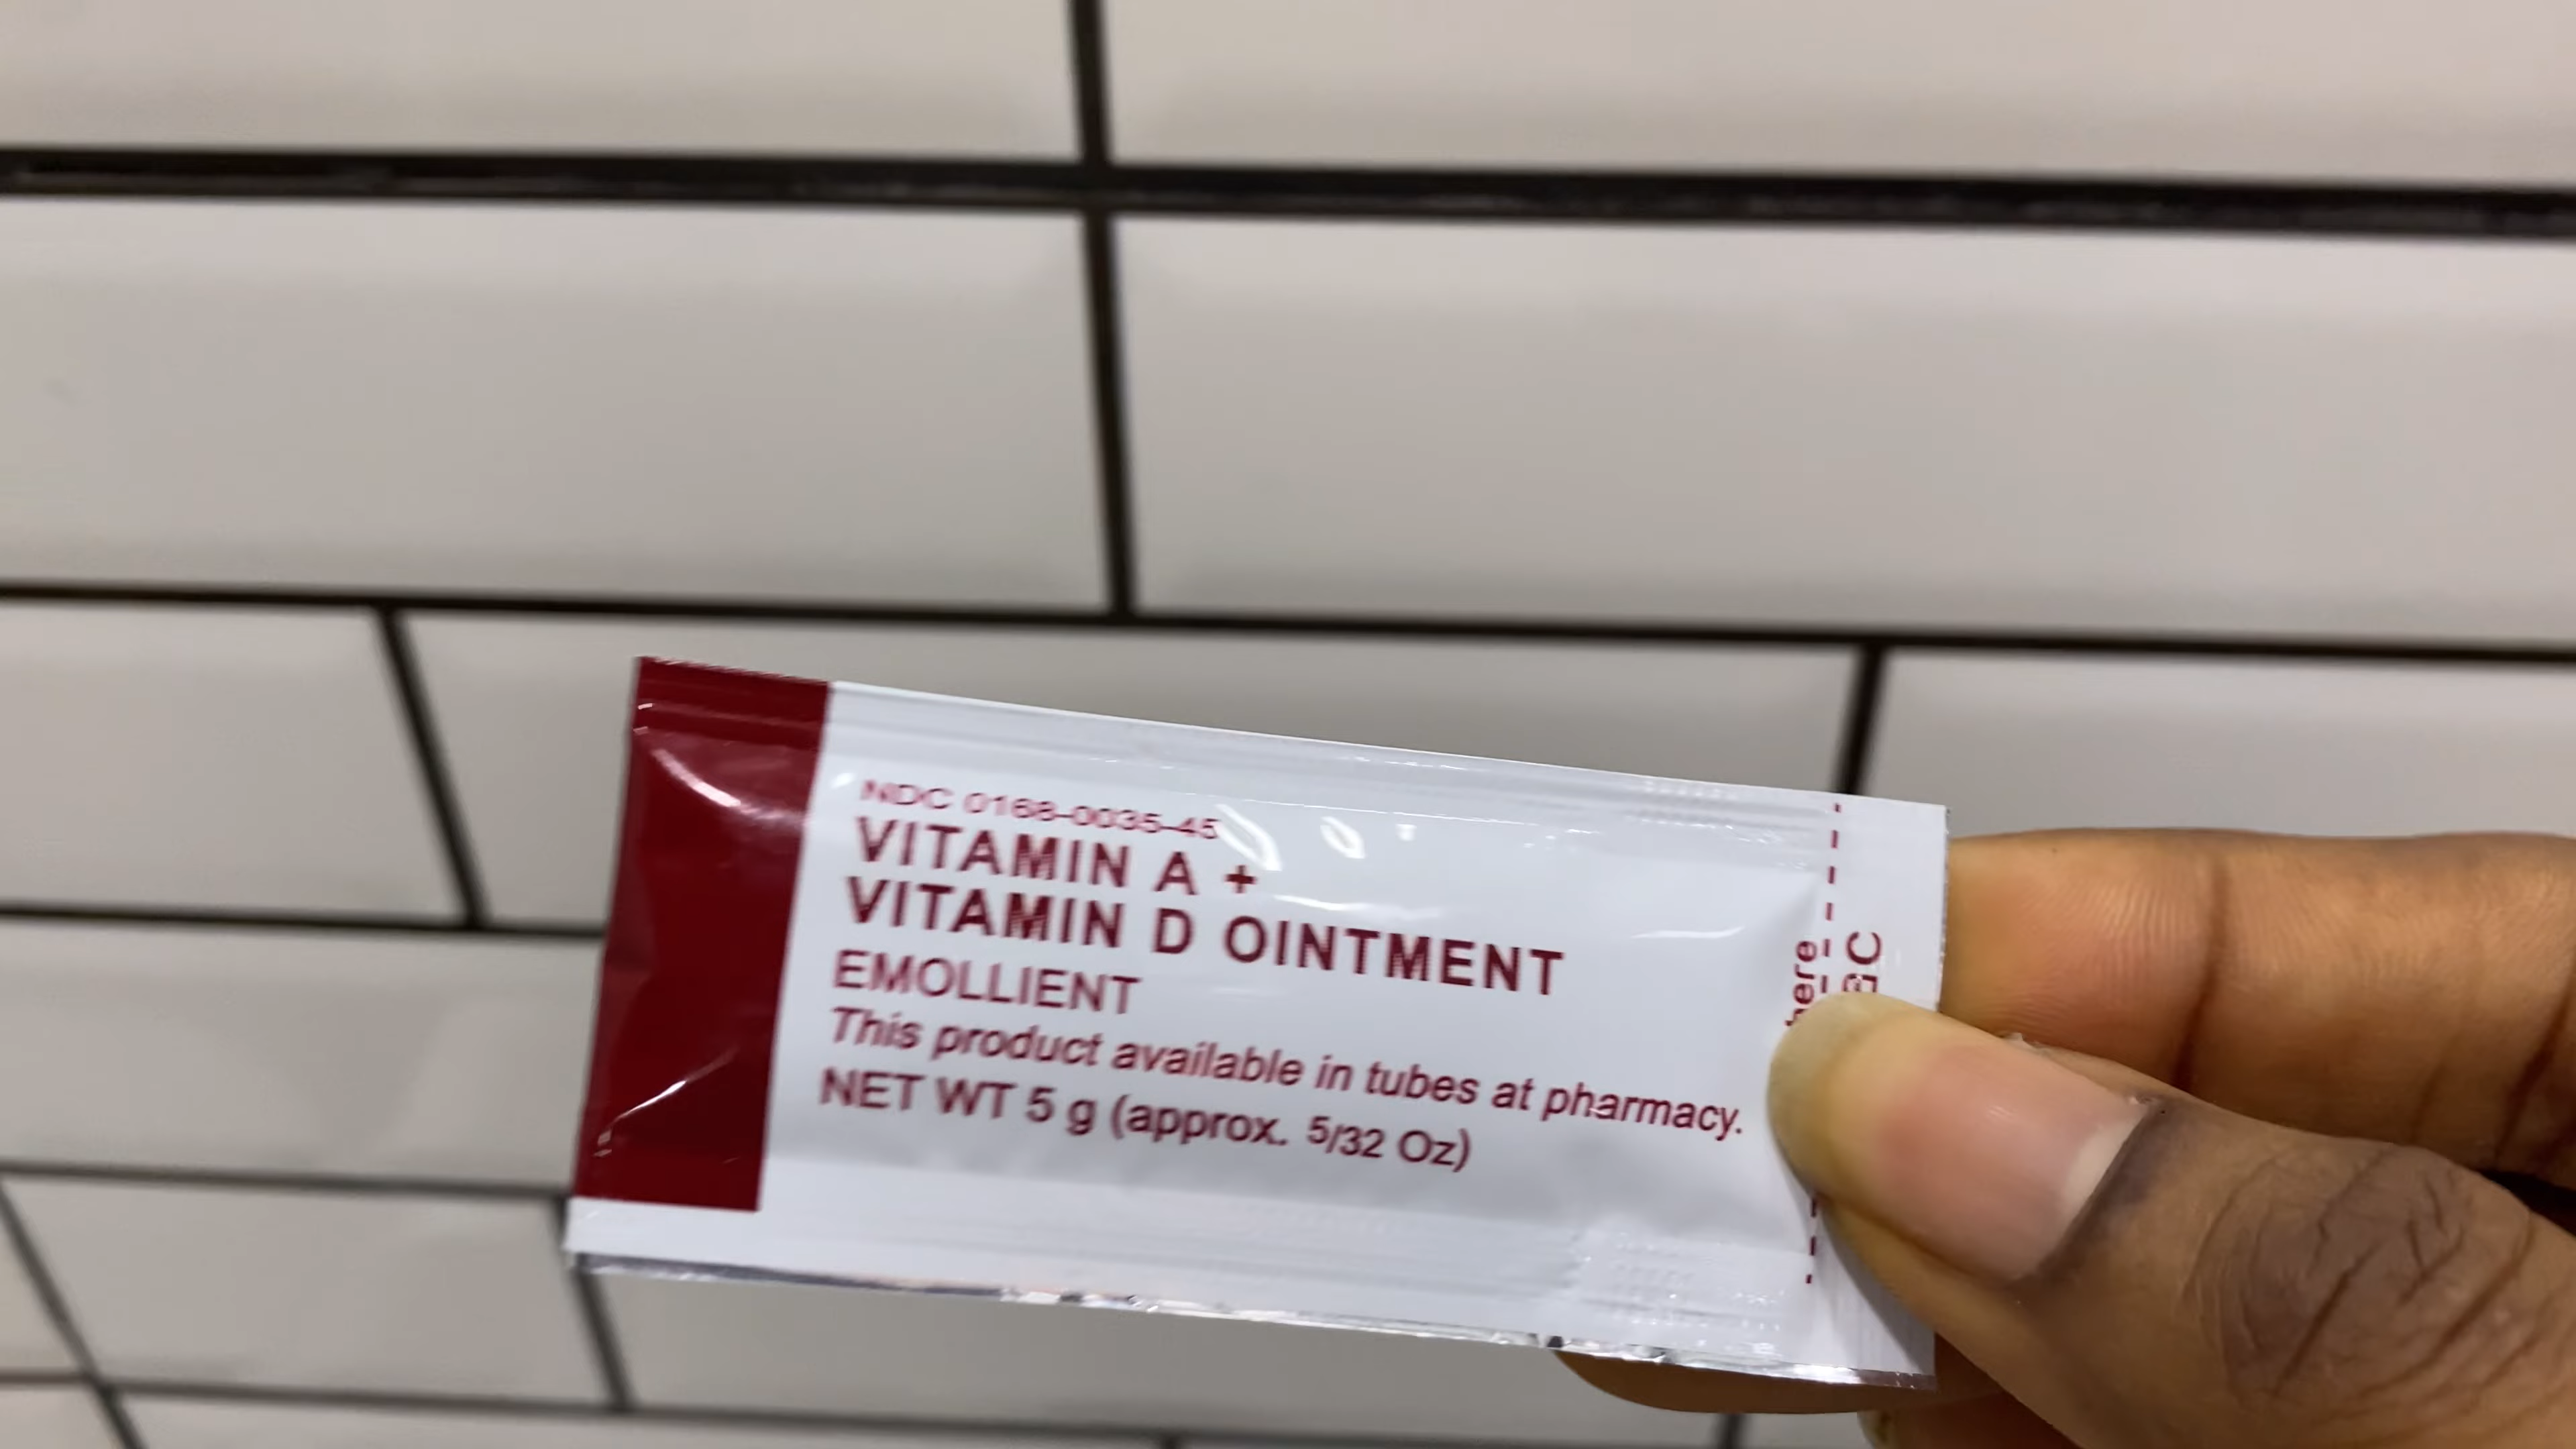 NDC 0168-0035-45
VITAMIN A +
VITAMIN D OINTMENT
EMOLLIENT
This product available in tubes at pharmacy.
NET WT 5 g (approx. 5/32 Oz)
here